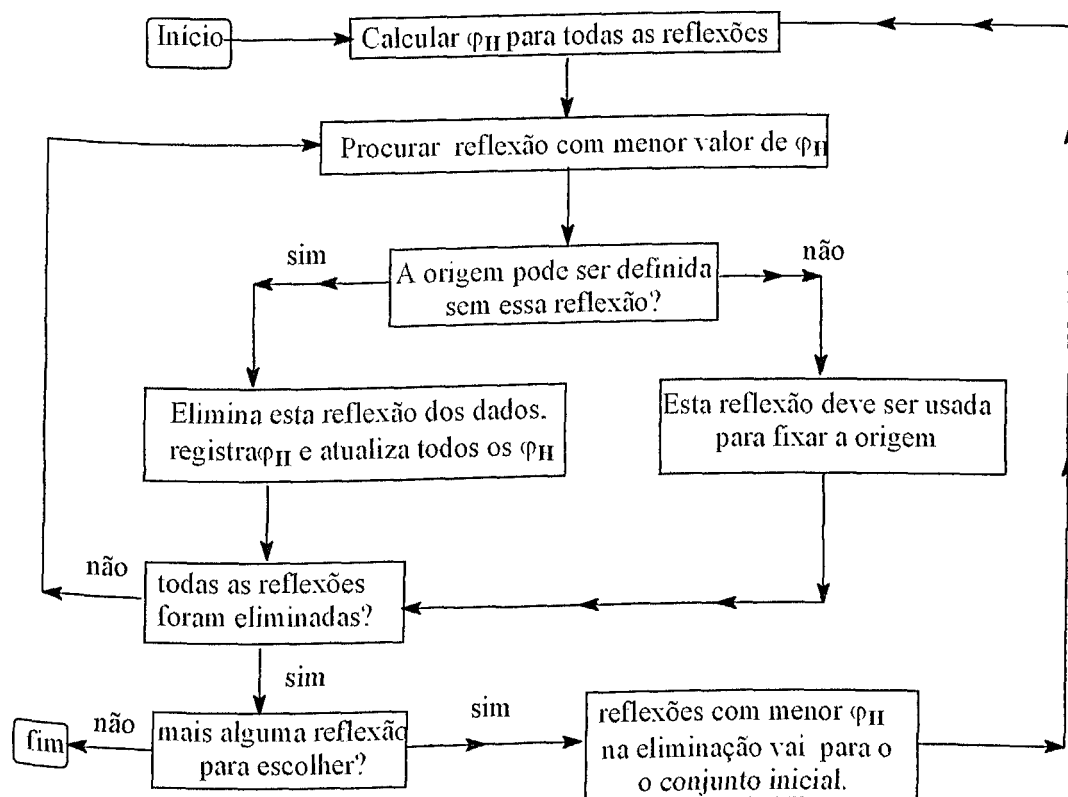 Início
Calcular φH para todas as reflexões
Procurar reflexão com menor valor de φH
sim
não
A origem pode ser definida
sem essa reflexão?
Elimina esta reflexão dos dados.
registraφH e atualiza todos os φH
Esta reflexão deve ser usada
para fixar a origem
não
todas as reflexões
foram eliminadas?
sim
fim
não
mais alguma reflexão
para escolher?
sim
reflexões com menor φH
na eliminação vai para o
o conjunto inicial.